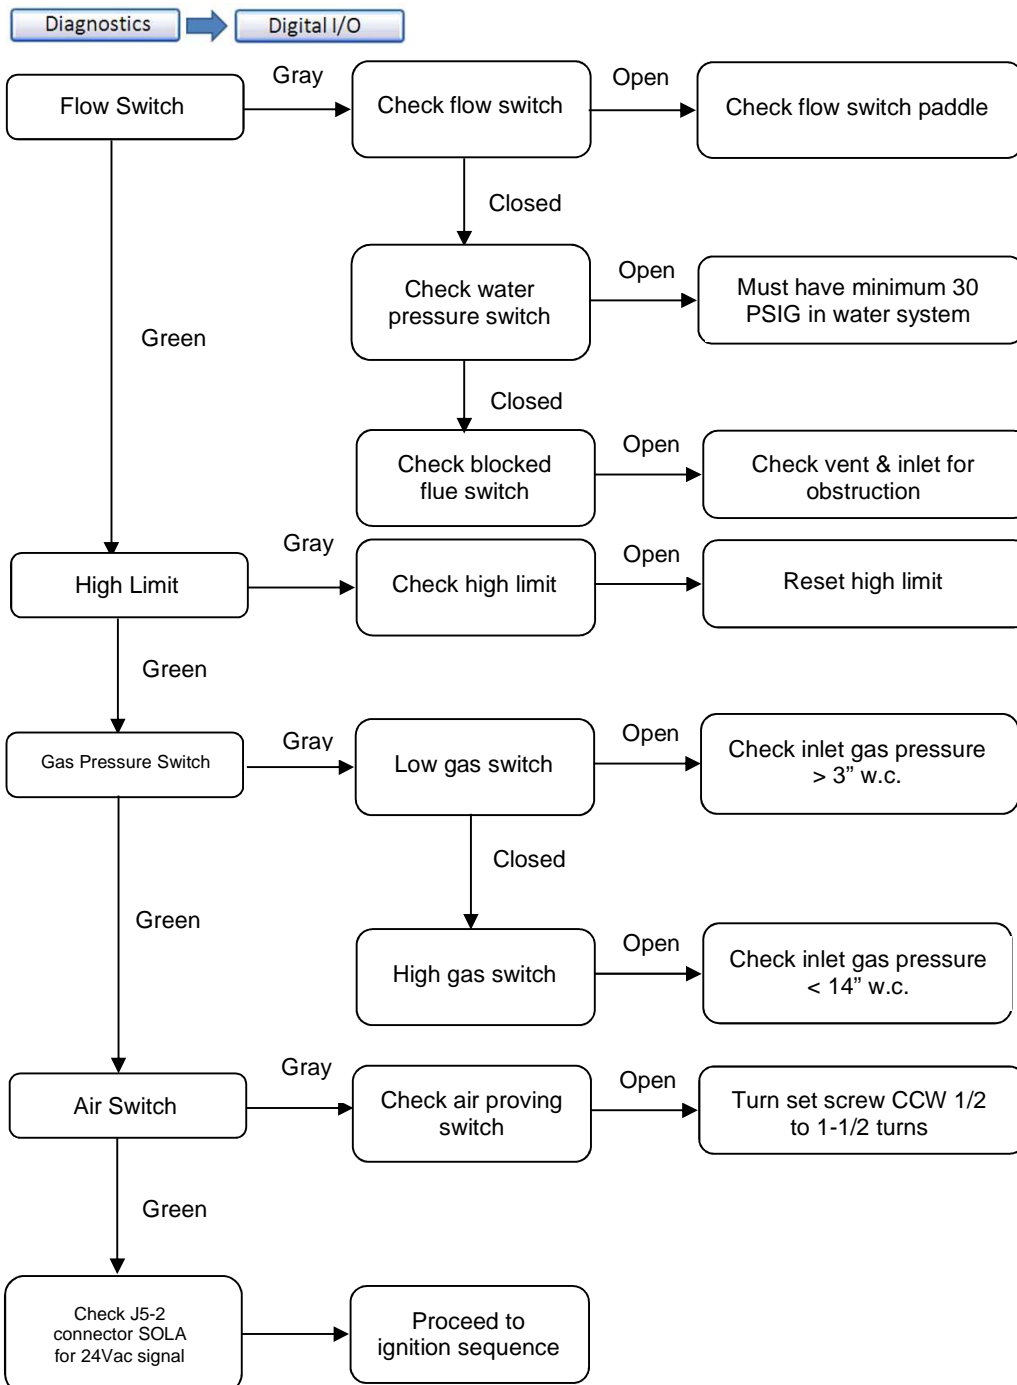 Diagnostics
Digital I/O
Flow Switch
Gray
Check flow switch
Open
Check flow switch paddle
Closed
Check water
pressure switch
Open
Must have minimum 30
PSIG in water system
Green
Closed
Check blocked
flue switch
Open
Check vent & inlet for
obstruction
High Limit
Gray
Check high limit
Open
Reset high limit
Green
Gas Pressure Switch
Gray
Low gas switch
Open
Check inlet gas pressure
> 3” w.c.
Closed
Green
High gas switch
Open
Check inlet gas pressure
< 14” w.c.
Air Switch
Gray
Check air proving
switch
Open
Turn set screw CCW 1/2
to 1-1/2 turns
Green
Check J5-2
connector SOLA
for 24Vac signal
Proceed to
ignition sequence